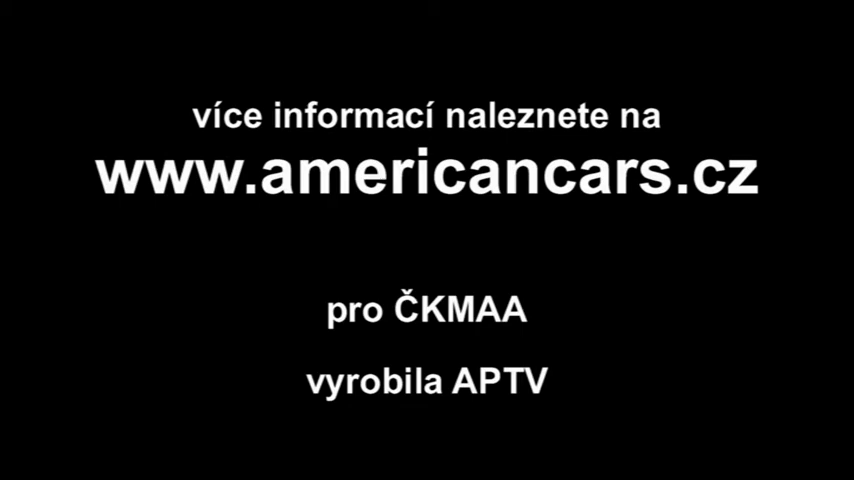 více informací naleznete na
www.americancars.cz
pro ČKMAA
vyrobila APTV